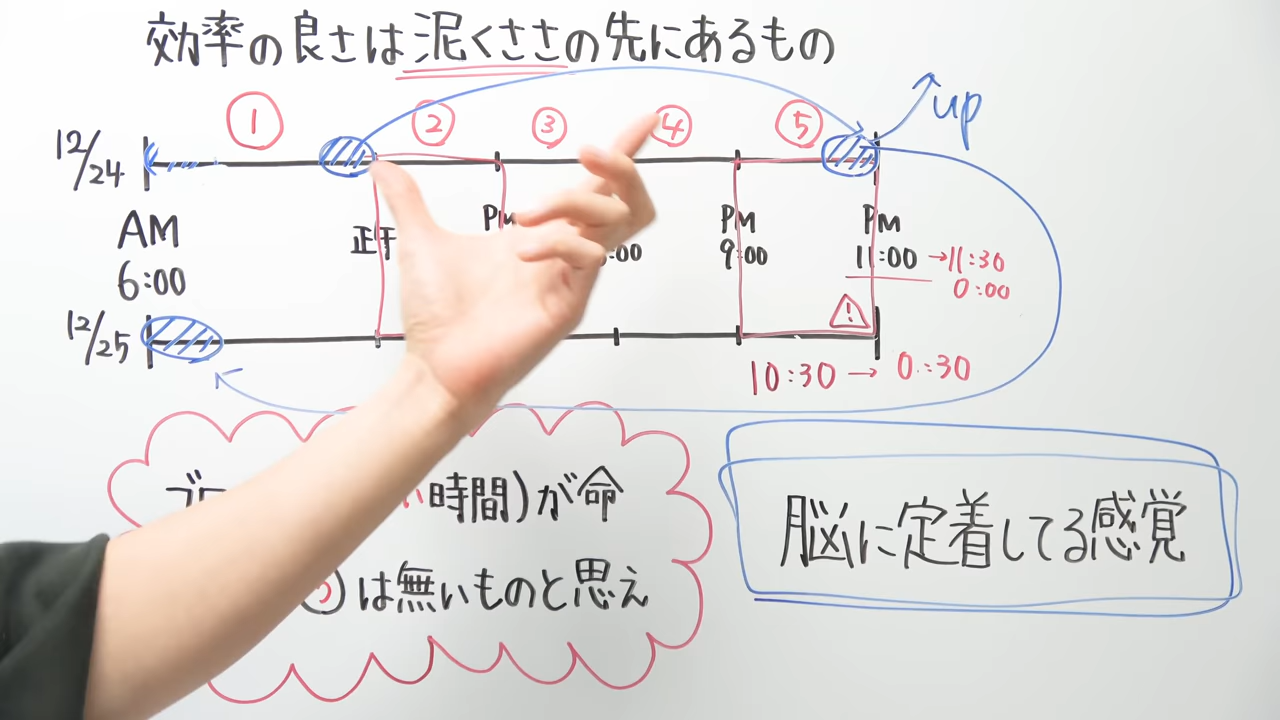 効率の良さは泥くささの先にあるもの
① ② ③ ④ ⑤ up
12/24
AM 正午 PM PM PM
6:00 :00 9:00 11:00 →11:30
0:00
12/25
10:30 → 0:30
時間)が命
は無いものと思え
脳に定着してる感覚